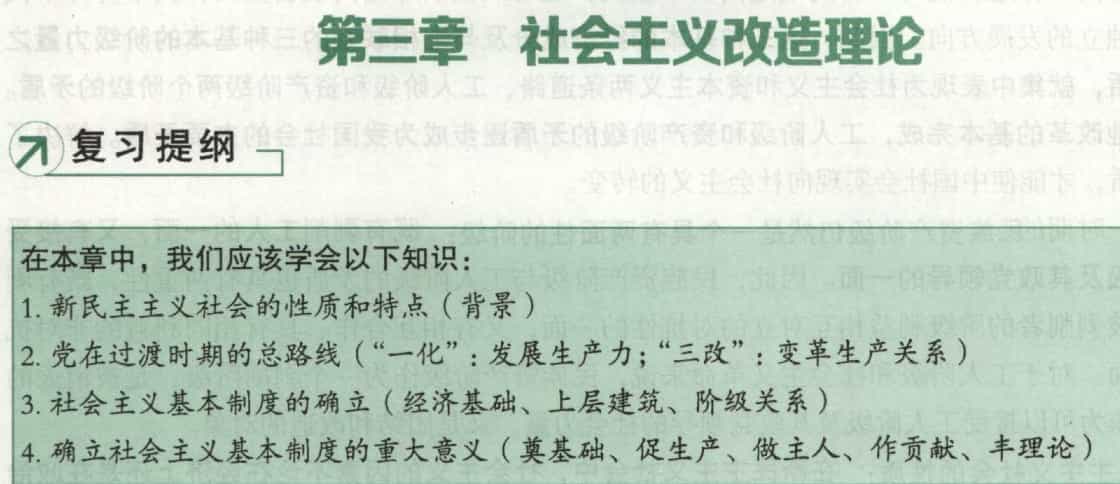 第三章 社会主义改造理论
复习提纲
在本章中，我们应该学会以下知识：
1. 新民主主义社会的性质和特点（背景）
2. 党在过渡时期的总路线（“一化”：发展生产力；“三改”：变革生产关系）
3. 社会主义基本制度的确立（经济基础、上层建筑、阶级关系）
4. 确立社会主义基本制度的重大意义（奠基础、促生产、做主人、作贡献、丰理论）